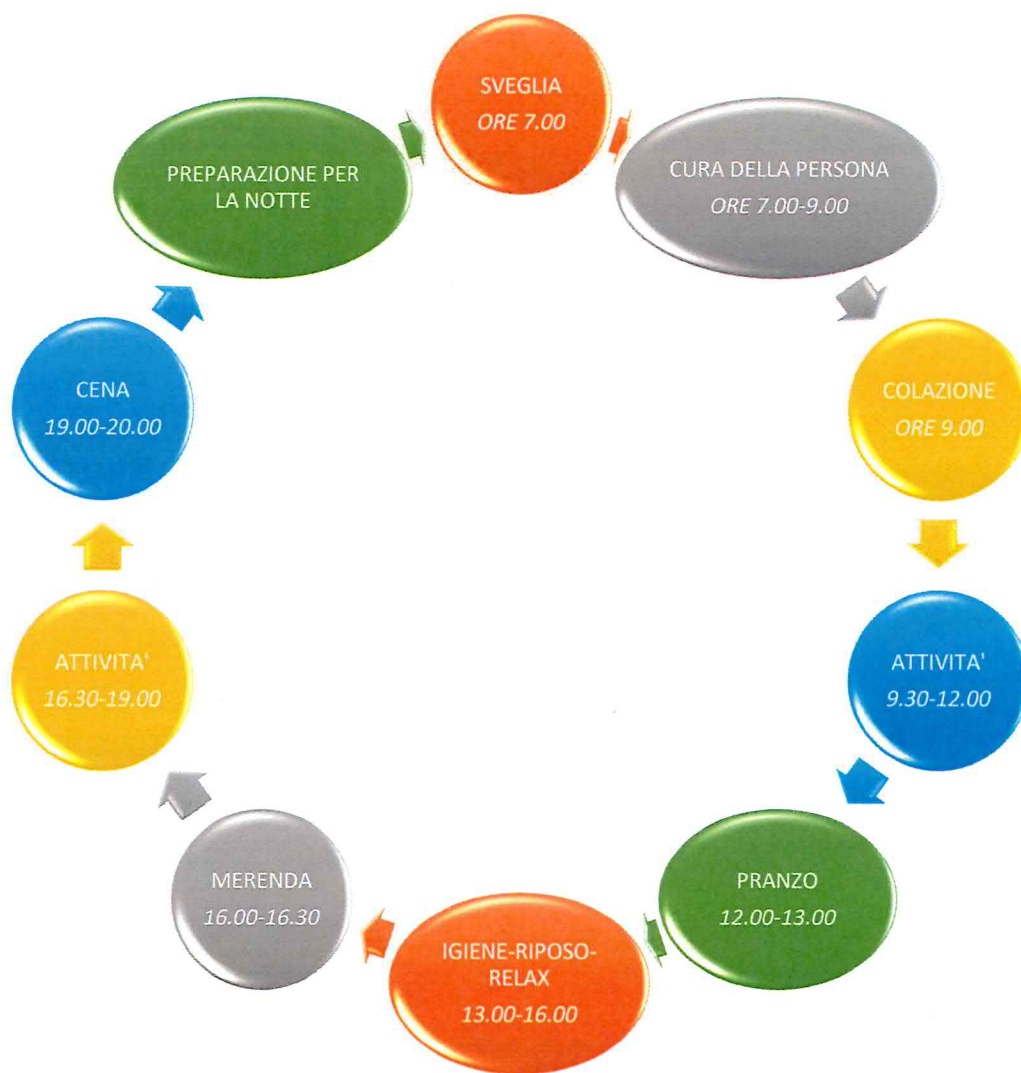 SVEGLIA
ORE 7.00
CURA DELLA PERSONA
ORE 7.00-9.00
COLAZIONE
ORE 9.00
ATTIVITA'
9.30-12.00
PRANZO
12.00-13.00
IGIENE-RIPOSO-
RELAX
13.00-16.00
MERENDA
16.00-16.30
ATTIVITA'
16.30-19.00
CENA
19.00-20.00
PREPARAZIONE PER
LA NOTTE